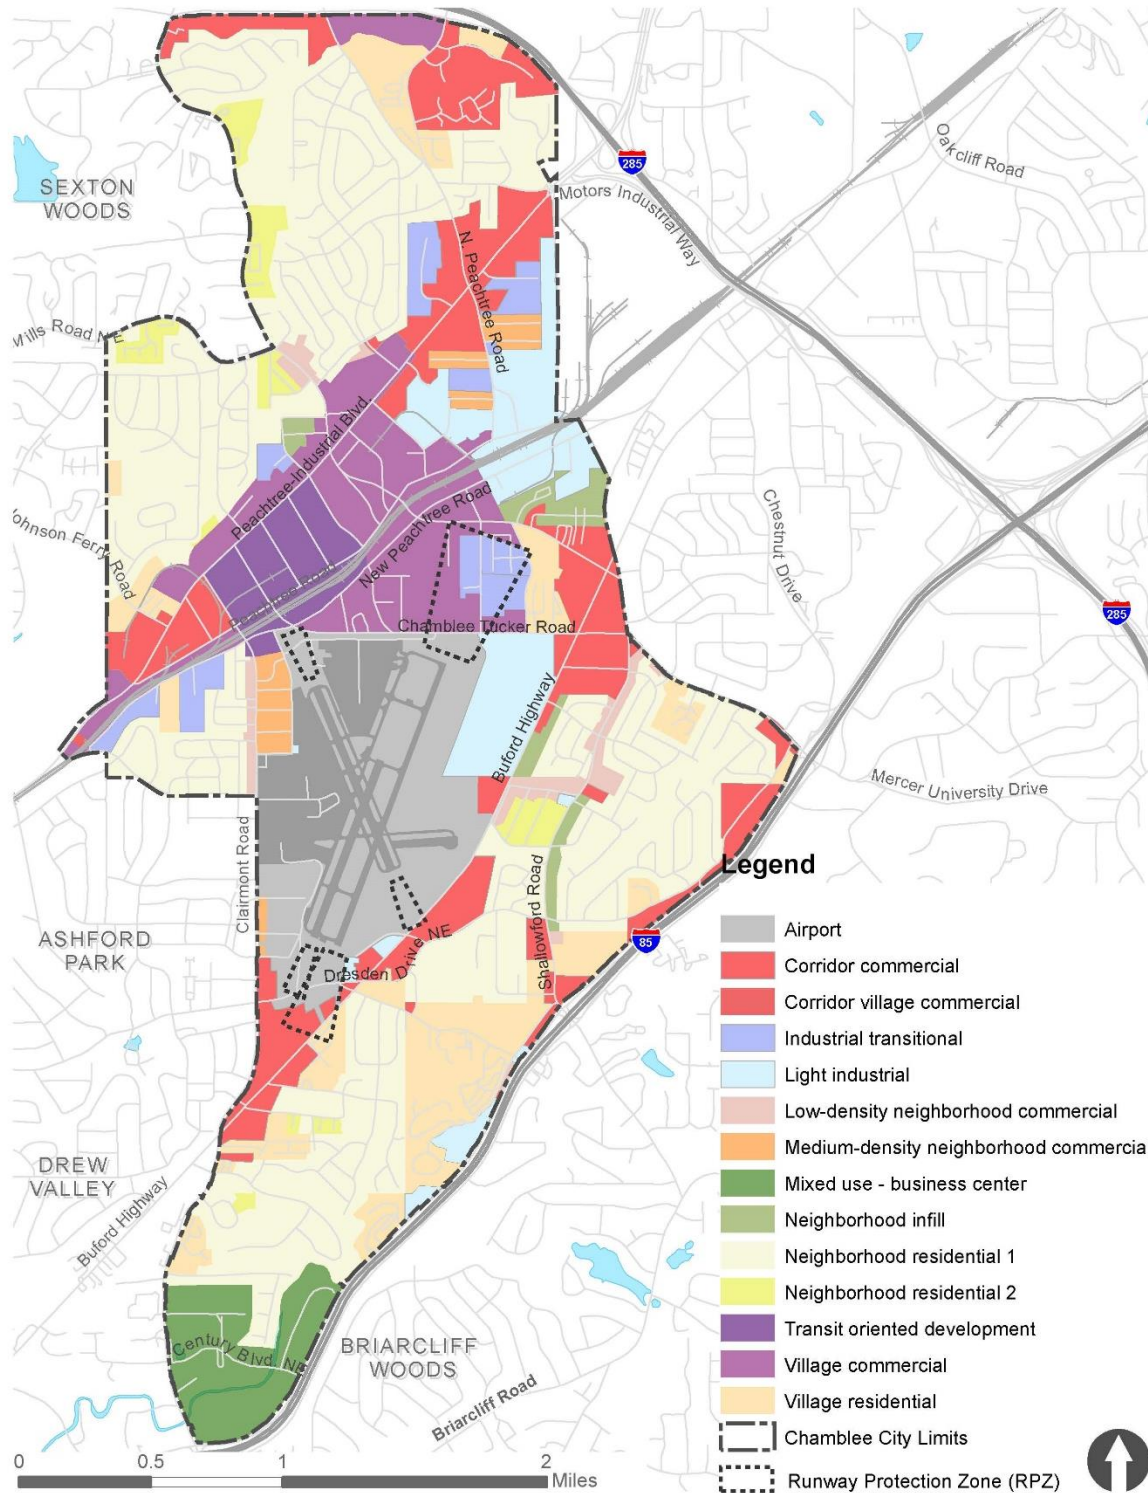 285
Oakcliff Road
SEXTON
WOODS
Motors Industrial Way
N. Peachtree Road
Mills Road NE
Peachtree-Industrial Blvd.
New Peachtree Road
Johnson Ferry Road
Peachtree Road
Chestnut Drive
285
Chamblee Tucker Road
Buford Highway
Mercer University Drive
Clairmont Road
Shallowford Road
ASHFORD
PARK
85
Dresden Drive NE
DREW
VALLEY
Buford Highway
Century Blvd NE
BRIARCLIFF
WOODS
Briarcliff Road
Legend
Airport
Corridor commercial
Corridor village commercial
Industrial transitional
Light industrial
Low-density neighborhood commercial
Medium-density neighborhood commercia
Mixed use - business center
Neighborhood infill
Neighborhood residential 1
Neighborhood residential 2
Transit oriented development
Village commercial
Village residential
Chamblee City Limits
Runway Protection Zone (RPZ)
0 0.5 1 2
Miles